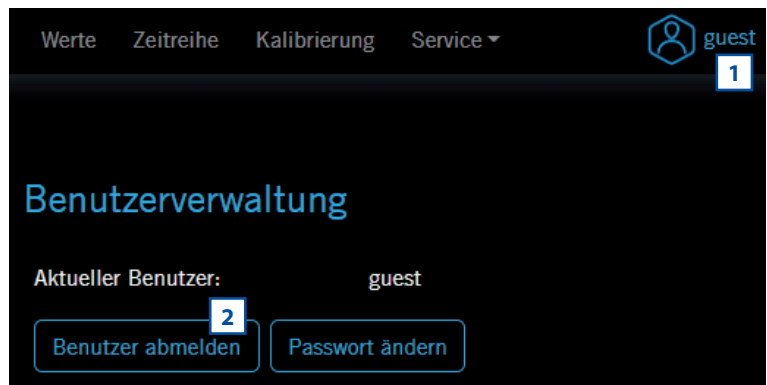 Werte Zeitreihe Kalibrierung Service guest
1
Benutzerverwaltung
Aktueller Benutzer: guest
2
Benutzer abmelden Passwort ändern